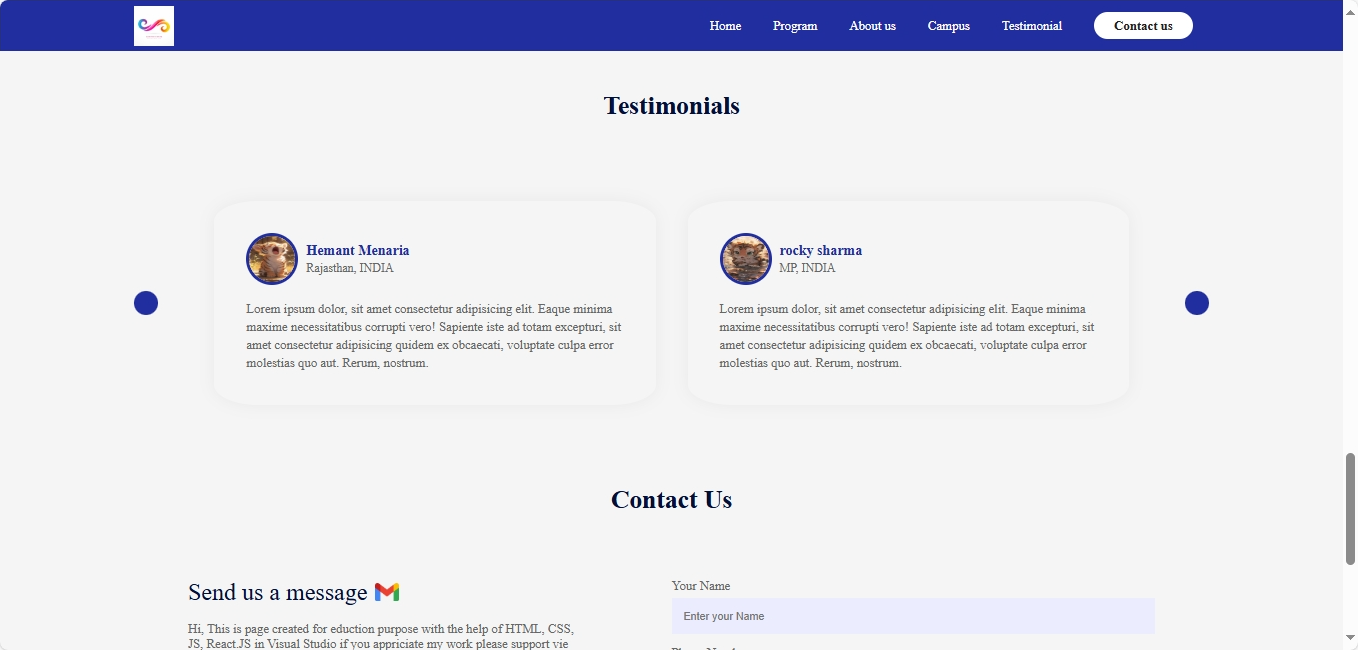 Home Program About us Campus Testimonial Contact us
Testimonials
Hemant Menaria
Rajasthan, INDIA
Lorem ipsum dolor, sit amet consectetur adipisicing elit. Eaque minima
maxime necessitatibus corrupti vero! Sapiente iste ad totam excepturi, sit
amet consectetur adipisicing quidem ex obcaecati, voluptate culpa error
molestias quo aut. Rerum, nostrum.
rocky sharma
MP, INDIA
Lorem ipsum dolor, sit amet consectetur adipisicing elit. Eaque minima
maxime necessitatibus corrupti vero! Sapiente iste ad totam excepturi, sit
amet consectetur adipisicing quidem ex obcaecati, voluptate culpa error
molestias quo aut. Rerum, nostrum.
Contact Us
Send us a message
Hi, This is page created for eduction purpose with the help of HTML, CSS,
JS, React.JS in Visual Studio if you appriciate my work please support vie
Your Name
Enter your Name